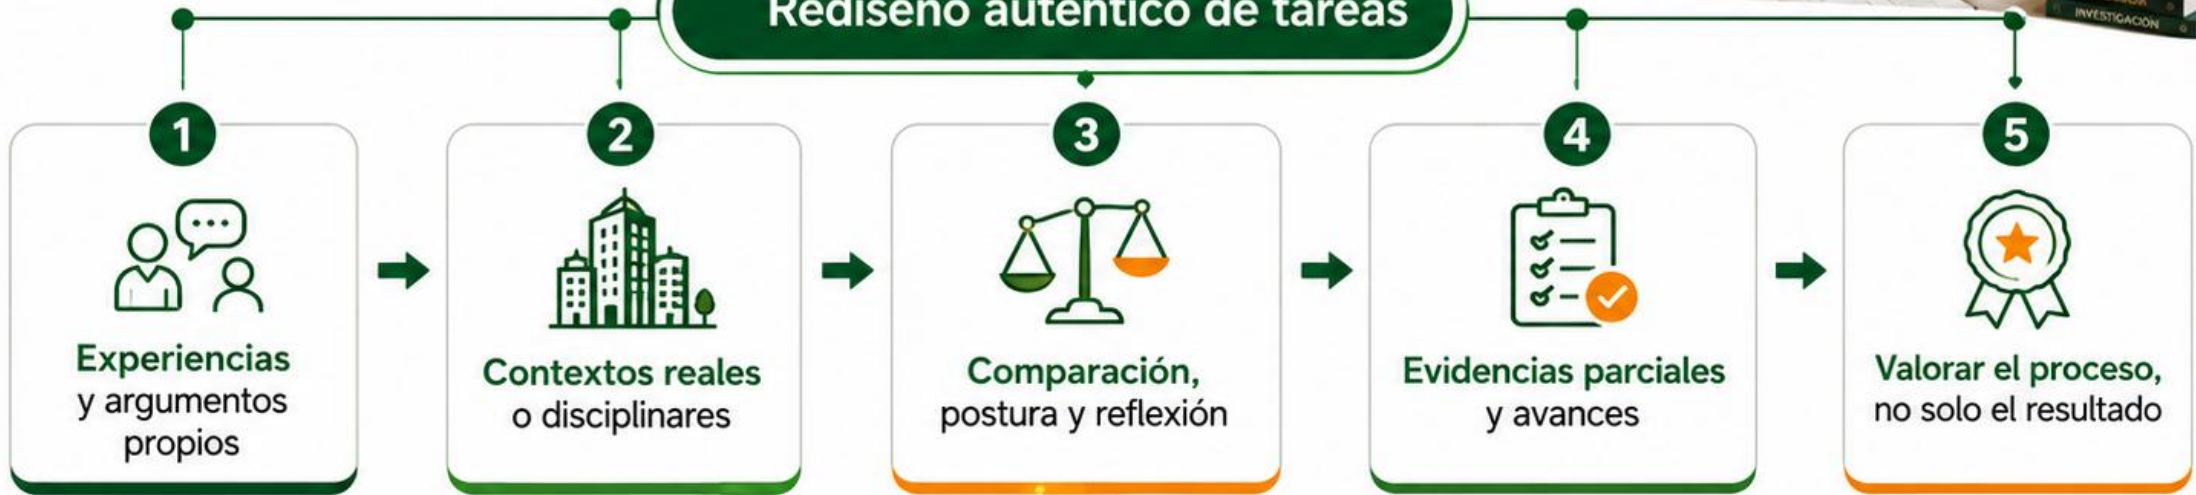 Rediseño auténtico de tareas
INVESTIGACIÓN
1
2
3
4
5
Experiencias
y argumentos
propios
Contextos reales
o disciplinares
Comparación,
postura y reflexión
Evidencias parciales
y avances
Valorar el proceso,
no solo el resultado